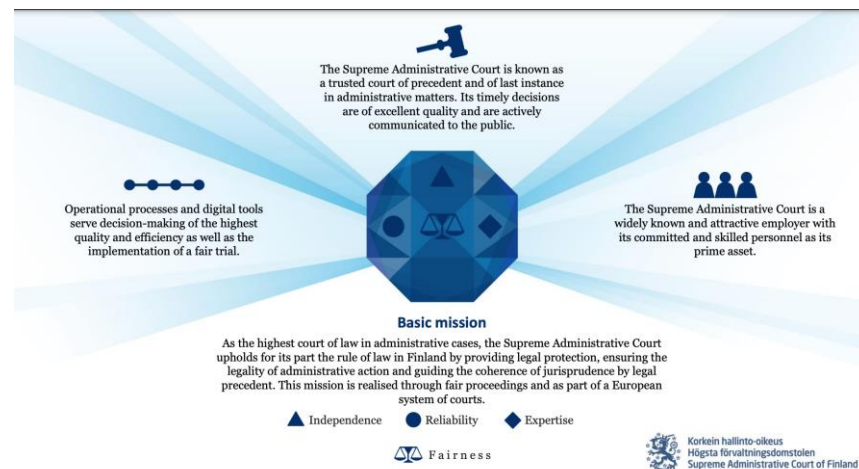 The Supreme Administrative Court is known as
a trusted court of precedent and of last instance
in administrative matters. Its timely decisions
are of excellent quality and are actively
communicated to the public.
Operational processes and digital tools
serve decision-making of the highest
quality and efficiency as well as the
implementation of a fair trial.
The Supreme Administrative Court is a
widely known and attractive employer with
its committed and skilled personnel as its
prime asset.
Basic mission
As the highest court of law in administrative cases, the Supreme Administrative Court
upholds for its part the rule of law in Finland by providing legal protection, ensuring the
legality of administrative action and guiding the coherence of jurisprudence by legal
precedent. This mission is realised through fair proceedings and as part of a European
system of courts.
Independence Reliability Expertise
Fairness
Korkein hallinto-oikeus
Högsta förvaltningsdomstolen
Supreme Administrative Court of Finland